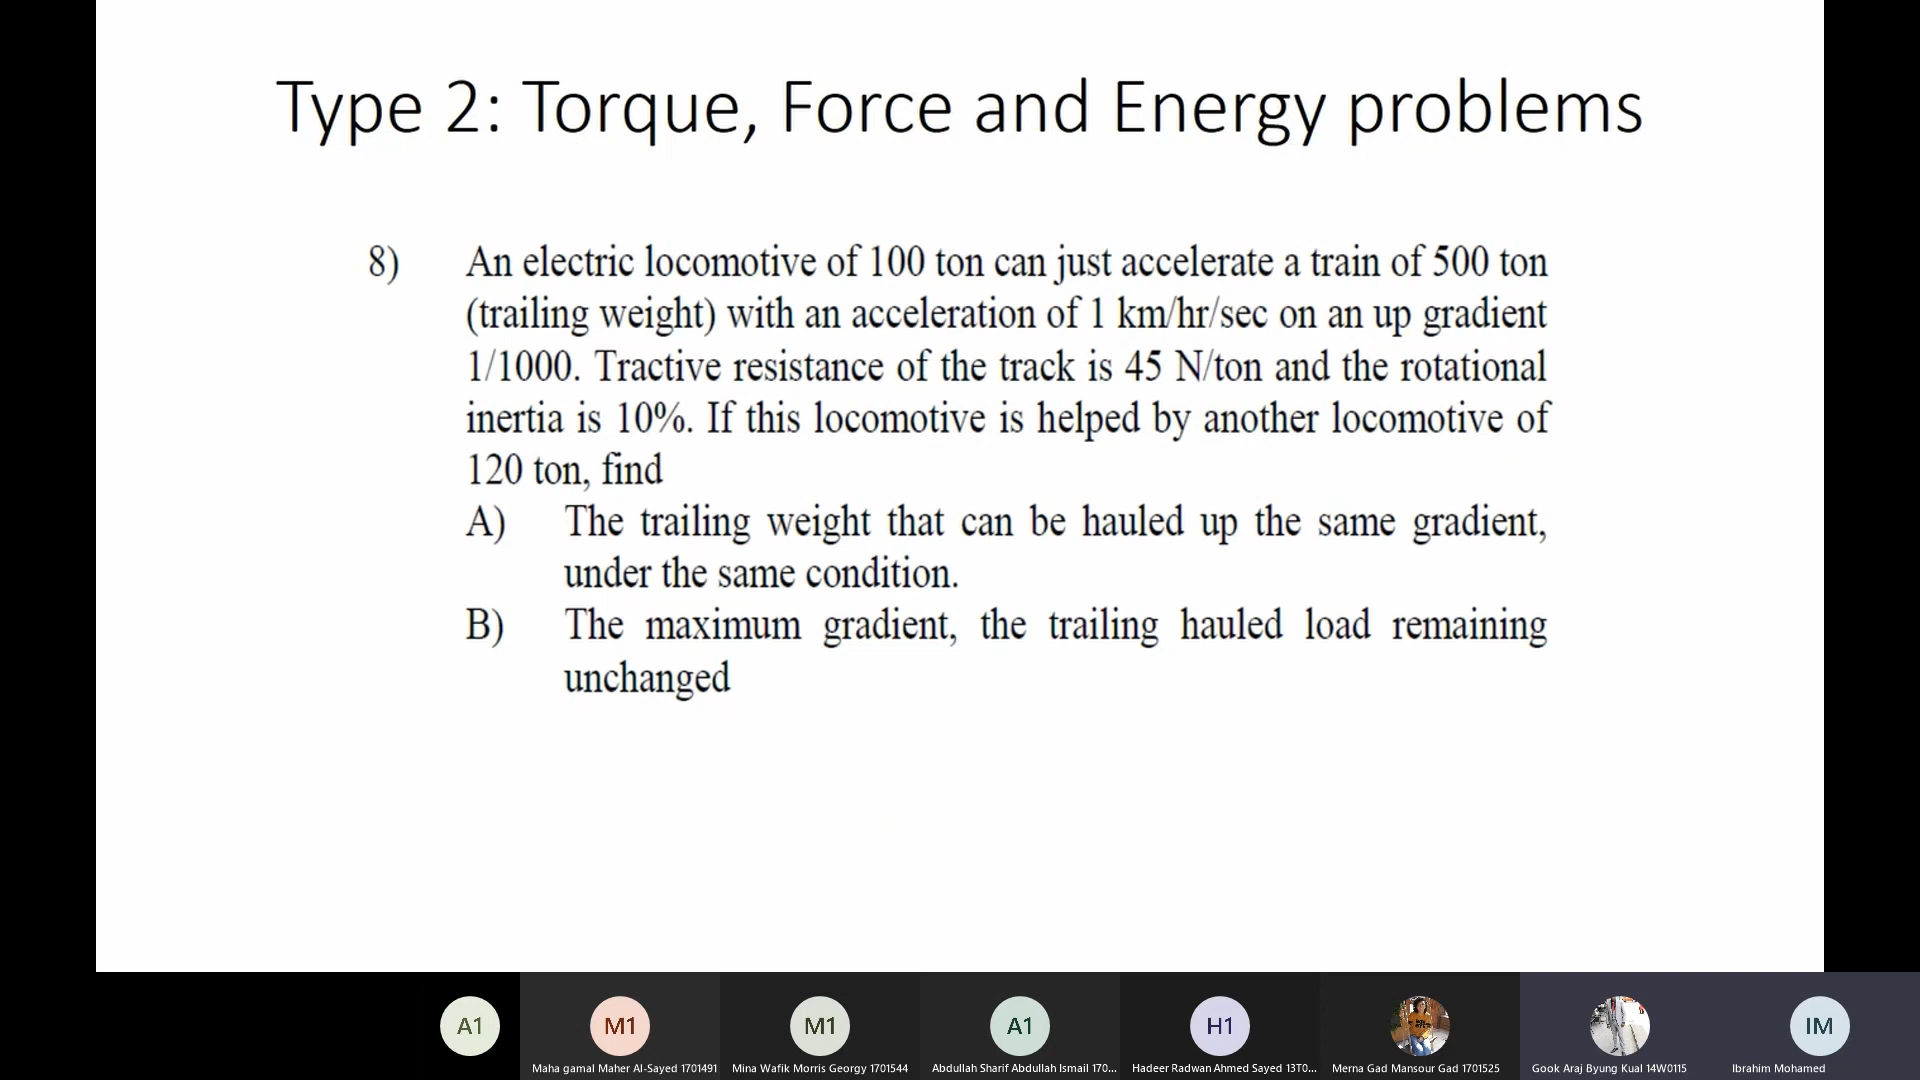 Type 2: Torque, Force and Energy problems
8) An electric locomotive of 100 ton can just accelerate a train of 500 ton
(trailing weight) with an acceleration of 1 km/hr/sec on an up gradient
1/1000. Tractive resistance of the track is 45 N/ton and the rotational
inertia is 10%. If this locomotive is helped by another locomotive of
120 ton, find
A) The trailing weight that can be hauled up the same gradient,
under the same condition.
B) The maximum gradient, the trailing hauled load remaining
unchanged
A1 M1 M1 A1 H1 IM
Maha gamal Maher Al-Sayed 1701491 Mina Wafik Morris Georgy 1701544 Abdullah Sharif Abdullah Ismail 170... Hadeer Radwan Ahmed Sayed 13T0... Merna Gad Mansour Gad 1701525 Gook Araj Byung Kual 14W0115 Ibrahim Mohamed